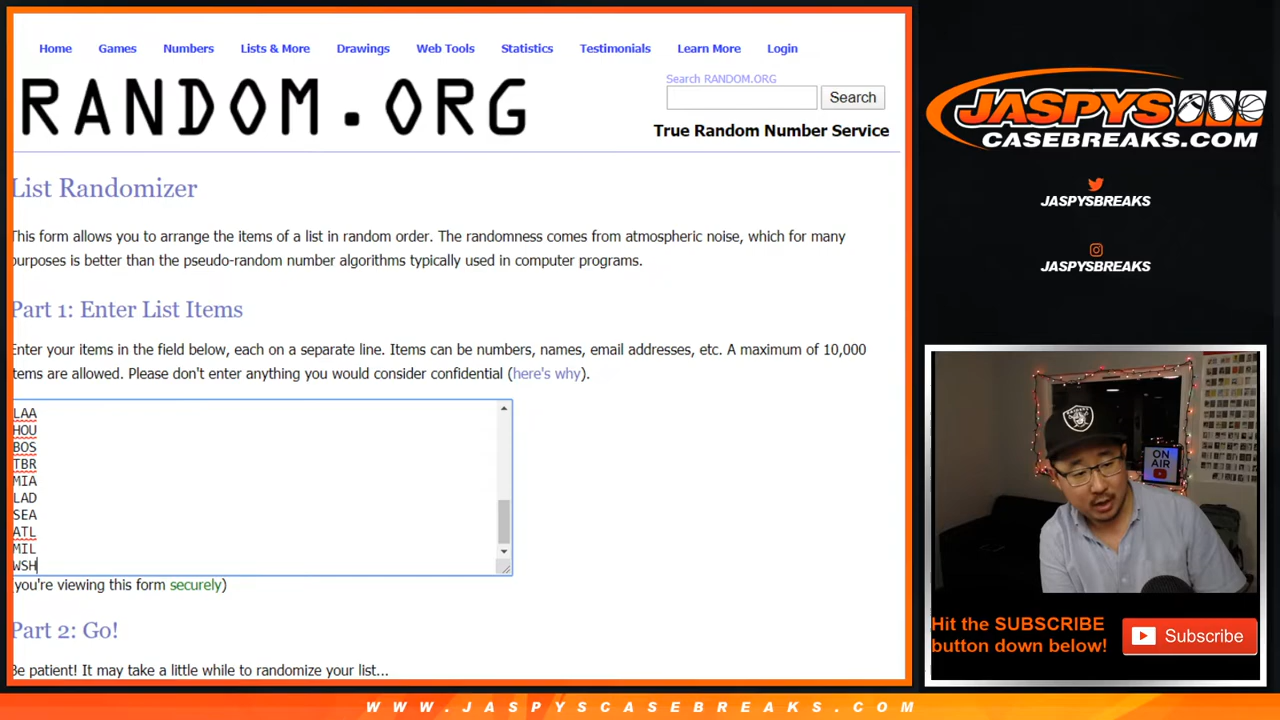 Home Games Numbers Lists & More Drawings Web Tools Statistics Testimonials Learn More Login
RANDOM.ORG
Search RANDOM.ORG
Search
True Random Number Service
List Randomizer
This form allows you to arrange the items of a list in random order. The randomness comes from atmospheric noise, which for many
purposes is better than the pseudo-random number algorithms typically used in computer programs.
Part 1: Enter List Items
Enter your items in the field below, each on a separate line. Items can be numbers, names, email addresses, etc. A maximum of 10,000
items are allowed. Please don't enter anything you would consider confidential (here's why).
LAA
HOU
BOS
TBR
MIA
LAD
SEA
ATL
MIL
WSH
(you're viewing this form securely)
Part 2: Go!
Be patient! It may take a little while to randomize your list...
JASPYS
CASEBREAKS.COM
JASPYSBREAKS
JASPYSBREAKS
ON
AIR
RAIDERS
Hit the SUBSCRIBE
button down below!
Subscribe
WWW.JASPYSCASEBREAKS.COM